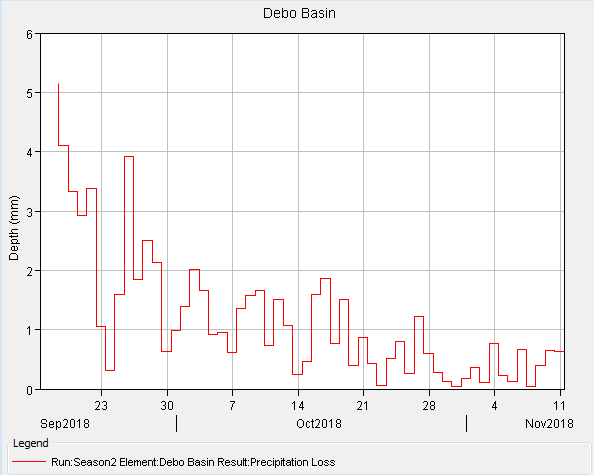 Debo Basin
6
5
4
3
2
1
0
Depth (mm)
23 30 7 14 21 28 4 11
Sep2018 Oct2018 Nov2018
Legend
Run:Season2 Element:Debo Basin Result:Precipitation Loss